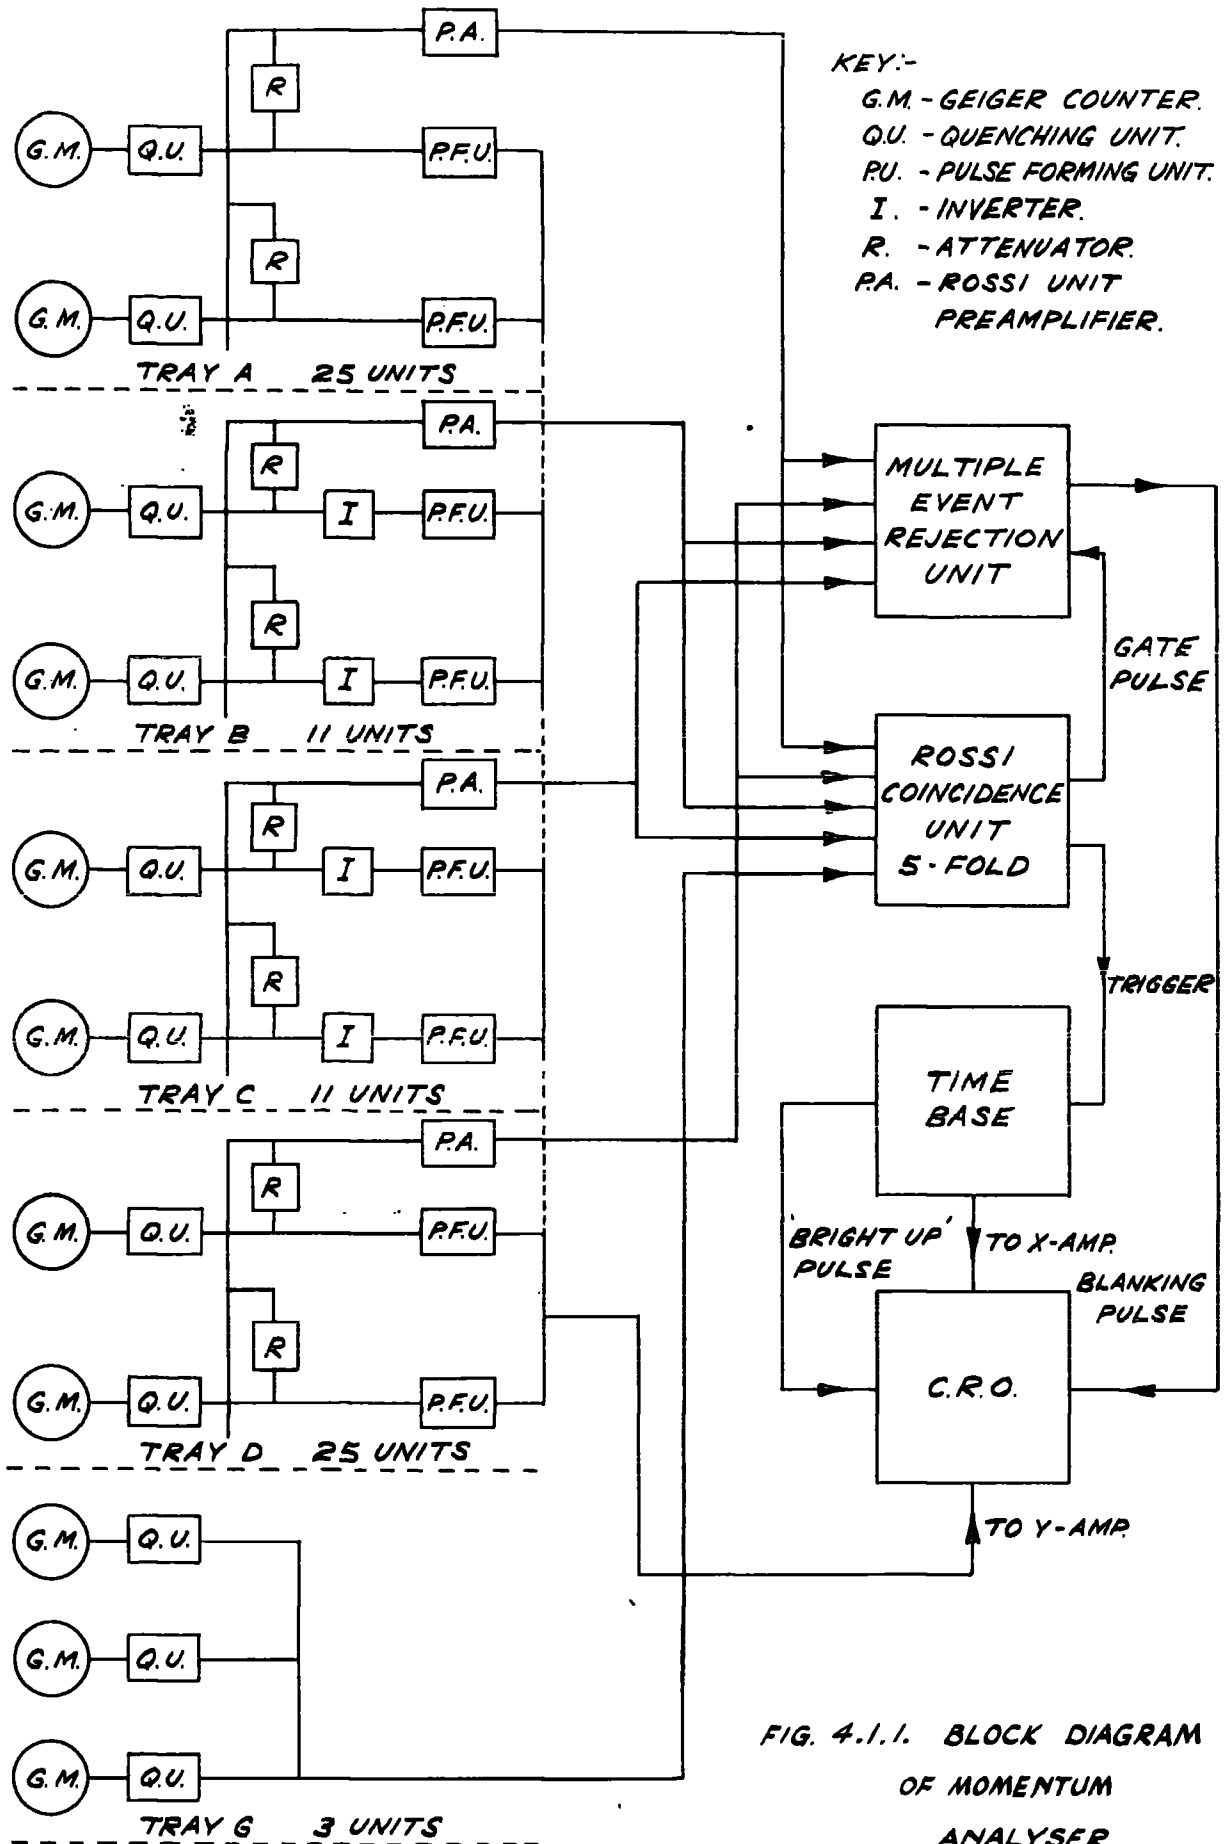 P.A.
R
G.M.
Q.U.
P.F.U.
R
G.M.
Q.U.
P.F.U.
TRAY A 25 UNITS
P.A.
R
G.M.
Q.U.
I
P.F.U.
R
G.M.
Q.U.
I
P.F.U.
TRAY B 11 UNITS
P.A.
R
G.M.
Q.U.
I
P.F.U.
R
G.M.
Q.U.
I
P.F.U.
TRAY C 11 UNITS
P.A.
R
G.M.
Q.U.
P.F.U.
R
G.M.
Q.U.
P.F.U.
TRAY D 25 UNITS
G.M.
Q.U.
G.M.
Q.U.
G.M.
Q.U.
TRAY G 3 UNITS
KEY:-
G.M. - GEIGER COUNTER.
Q.U. - QUENCHING UNIT.
P.U. - PULSE FORMING UNIT.
I. - INVERTER.
R. - ATTENUATOR.
P.A. - ROSSI UNIT
PREAMPLIFIER.
MULTIPLE
EVENT
REJECTION
UNIT
GATE
PULSE
ROSSI
COINCIDENCE
UNIT
5-FOLD
TRIGGER
TIME
BASE
'BRIGHT UP'
PULSE
TO X-AMP.
BLANKING
PULSE
C.R.O.
TO Y-AMP.
FIG. 4.1.1. BLOCK DIAGRAM
OF MOMENTUM
ANALYSER